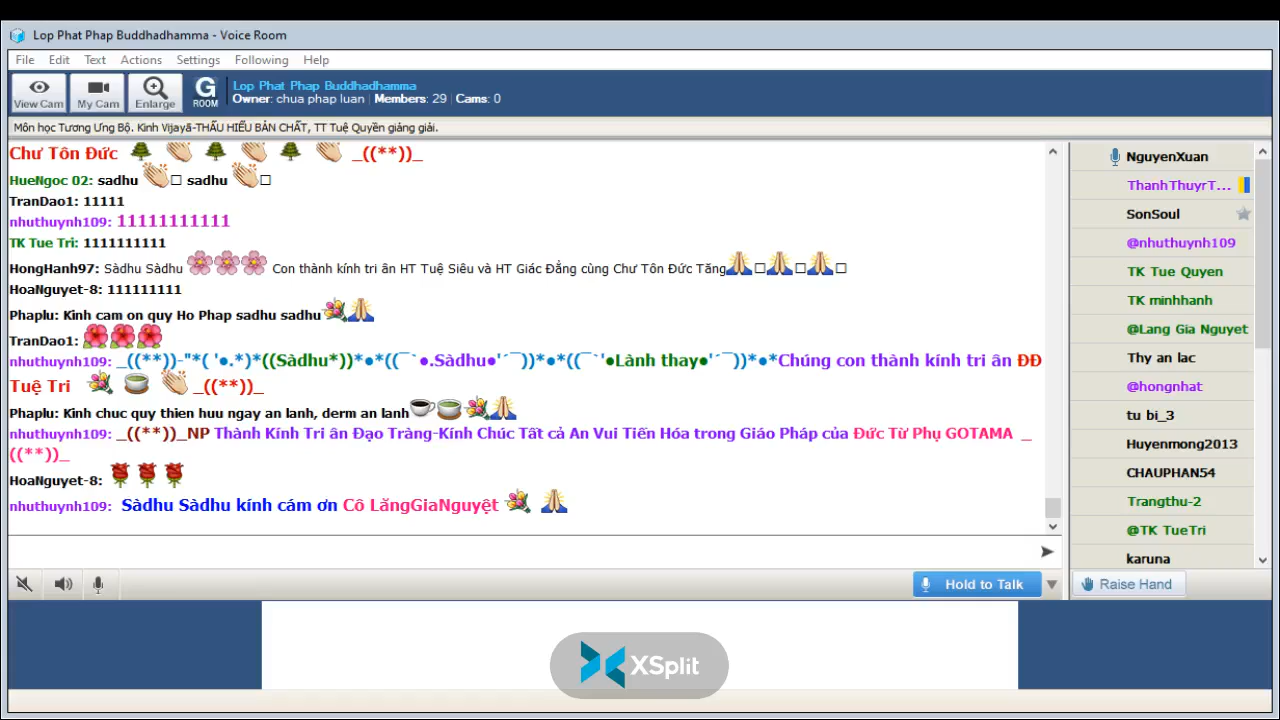 Lop Phat Phap Buddhadhamma - Voice Room
File Edit Text Actions Settings Following Help
View Cam My Cam Enlarge G ROOM
Lop Phat Phap Buddhadhamma
Owner: chua phap luan | Members: 29 | Cams: 0
Môn học Tương Ưng Bộ. Kinh Vijayā-THẤU HIỂU BẢN CHẤT, TT Tuệ Quyền giảng giải.
Chư Tôn Đức _((**))_
HueNgoc 02: sadhu sadhu
TranDao1: 11111
nhuthuynh109: 11111111111
TK Tue Tri: 1111111111
HongHanh97: Sàdhu Sàdhu Con thành kính tri ân HT Tuệ Siêu và HT Giác Đẳng cùng Chư Tôn Đức Tăng
HoaNguyet-8: 111111111
Phaplu: Kinh cam on quy Ho Phap sadhu sadhu
TranDao1:
nhuthuynh109: _((**))-"*( '●.*)*((Sàdhu*))*●*((¯`●.Sàdhu●'´¯))*●*((¯`'●Lành thay●'´¯))*●*Chúng con thành kính tri ân ĐĐ
Tuệ Tri _((**))_
Phaplu: Kinh chuc quy thien huu ngay an lanh, derm an lanh
nhuthuynh109: _((**))_NP Thành Kính Tri ân Đạo Tràng-Kính Chúc Tất cả An Vui Tiến Hóa trong Giáo Pháp của Đức Từ Phụ GOTAMA _
((**))_
HoaNguyet-8:
nhuthuynh109: Sàdhu Sàdhu kính cám ơn Cô LăngGiaNguyệt
NguyenXuan
ThanhThuyrT...
SonSoul
@nhuthuynh109
TK Tue Quyen
TK minhhanh
@Lang Gia Nguyet
Thy an lac
@hongnhat
tu bi_3
Huyenmong2013
CHAUPHAN54
Trangthu-2
@TK TueTri
karuna
Hold to Talk
Raise Hand
XSplit